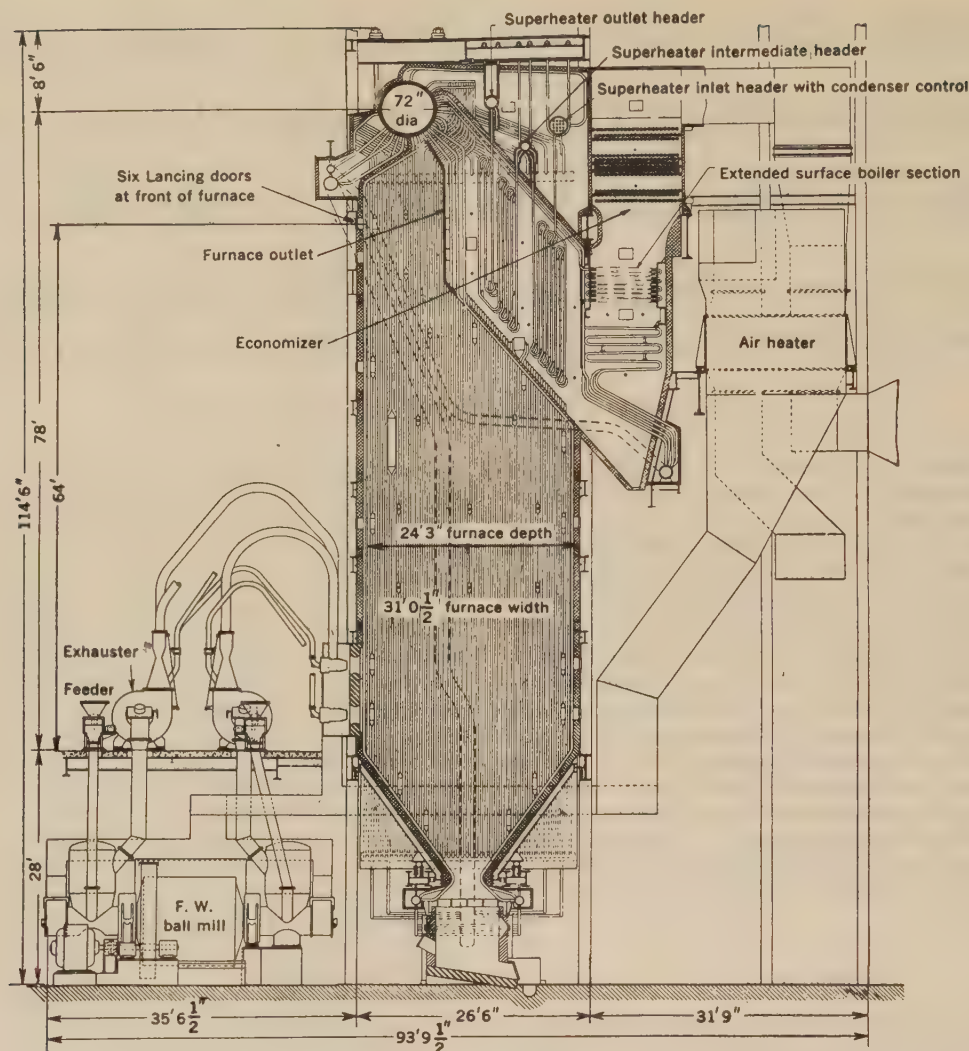 Superheater outlet header
Superheater intermediate header
Superheater inlet header with condenser control
8'6"
72"
dia
Extended surface boiler section
Six Lancing doors
at front of furnace
Furnace outlet
Economizer
Air heater
114'6"
78'
64'
24'3" furnace depth
31'0 1/2" furnace width
Exhauster
Feeder
28'
F. W.
ball mill
35'6 1/2"
26'6"
31'9"
93'9 1/2"